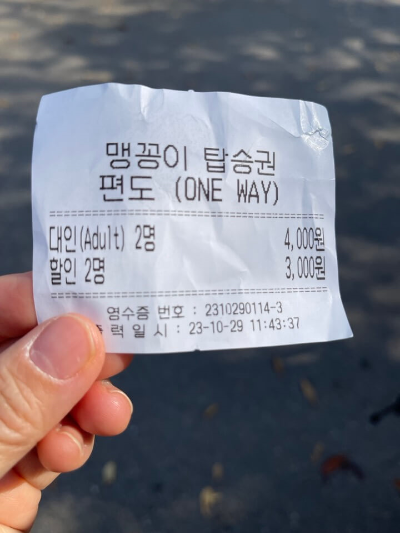 맹꽁이 탑승권
편도 (ONE WAY)
대인(Adult) 2명 4,000원
할인 2명 3,000원
영수증 번호 : 2310290114-3
력 일 시 : 23-10-29 11:43:37